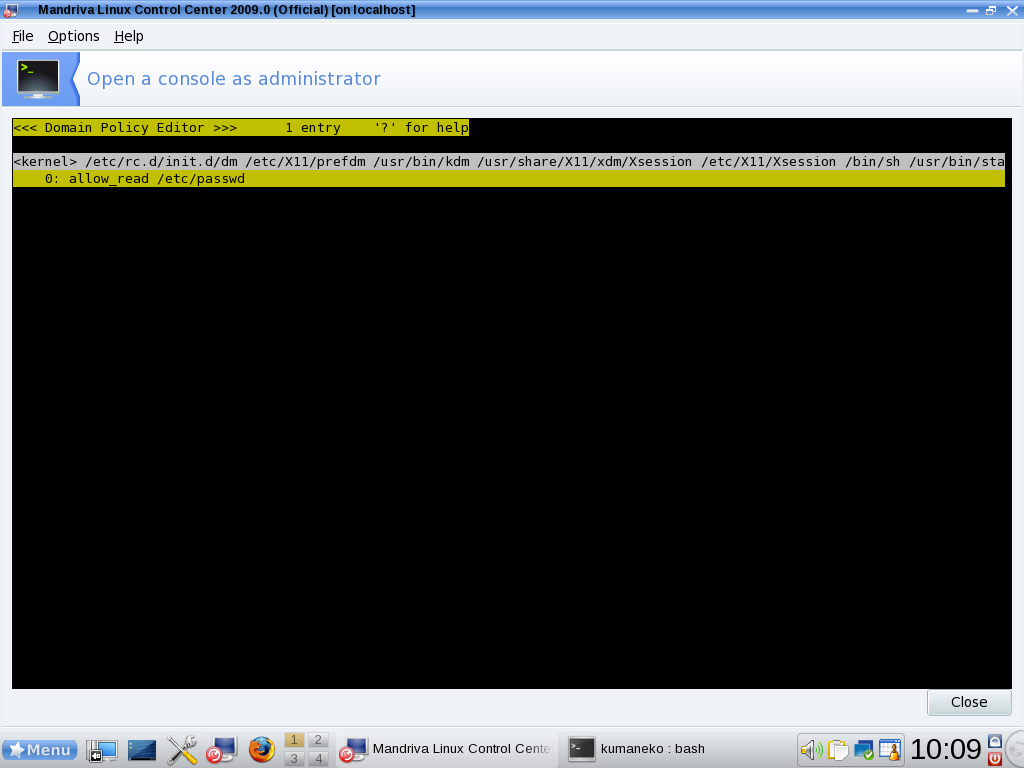 Mandriva Linux Control Center 2009.0 (Official) [on localhost]
File Options Help
>_
Open a console as administrator
<<< Domain Policy Editor >>>      1 entry    '?' for help
<kernel> /etc/rc.d/init.d/dm /etc/X11/prefdm /usr/bin/kdm /usr/share/X11/xdm/Xsession /etc/X11/Xsession /bin/sh /usr/bin/sta
    0: allow_read /etc/passwd
Close
Menu 1 2 3 4 Mandriva Linux Control Cente kumaneko : bash 10:09